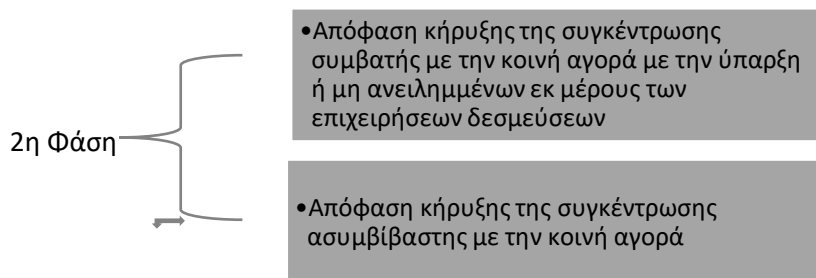 •Απόφαση κήρυξης της συγκέντρωσης
συμβατής με την κοινή αγορά με την ύπαρξη
ή μη ανειλημμένων εκ μέρους των
επιχειρήσεων δεσμεύσεων
2η Φάση
•Απόφαση κήρυξης της συγκέντρωσης
ασυμβίβαστης με την κοινή αγορά